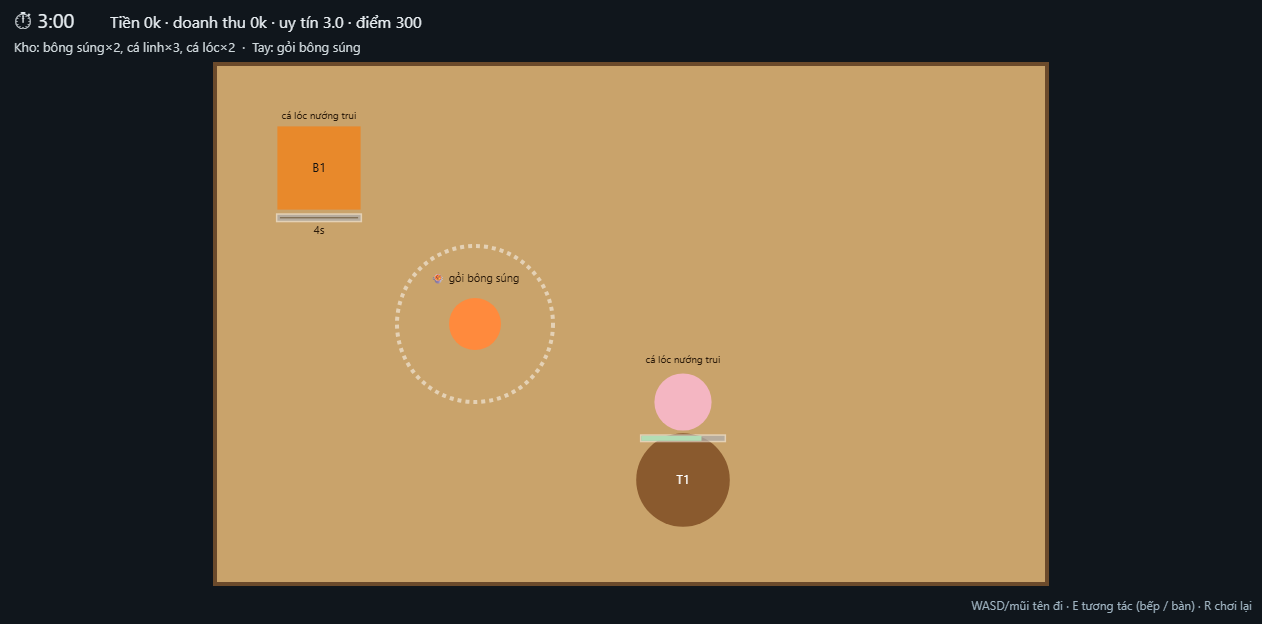 ⏱ 3:00 Tiền 0k · doanh thu 0k · uy tín 3.0 · điểm 300
Kho: bông súng×2, cá linh×3, cá lóc×2 · Tay: gỏi bông súng
cá lóc nướng trui
B1
4s
gỏi bông súng
cá lóc nướng trui
T1
WASD/mũi tên đi · E tương tác (bếp / bàn) · R chơi lại